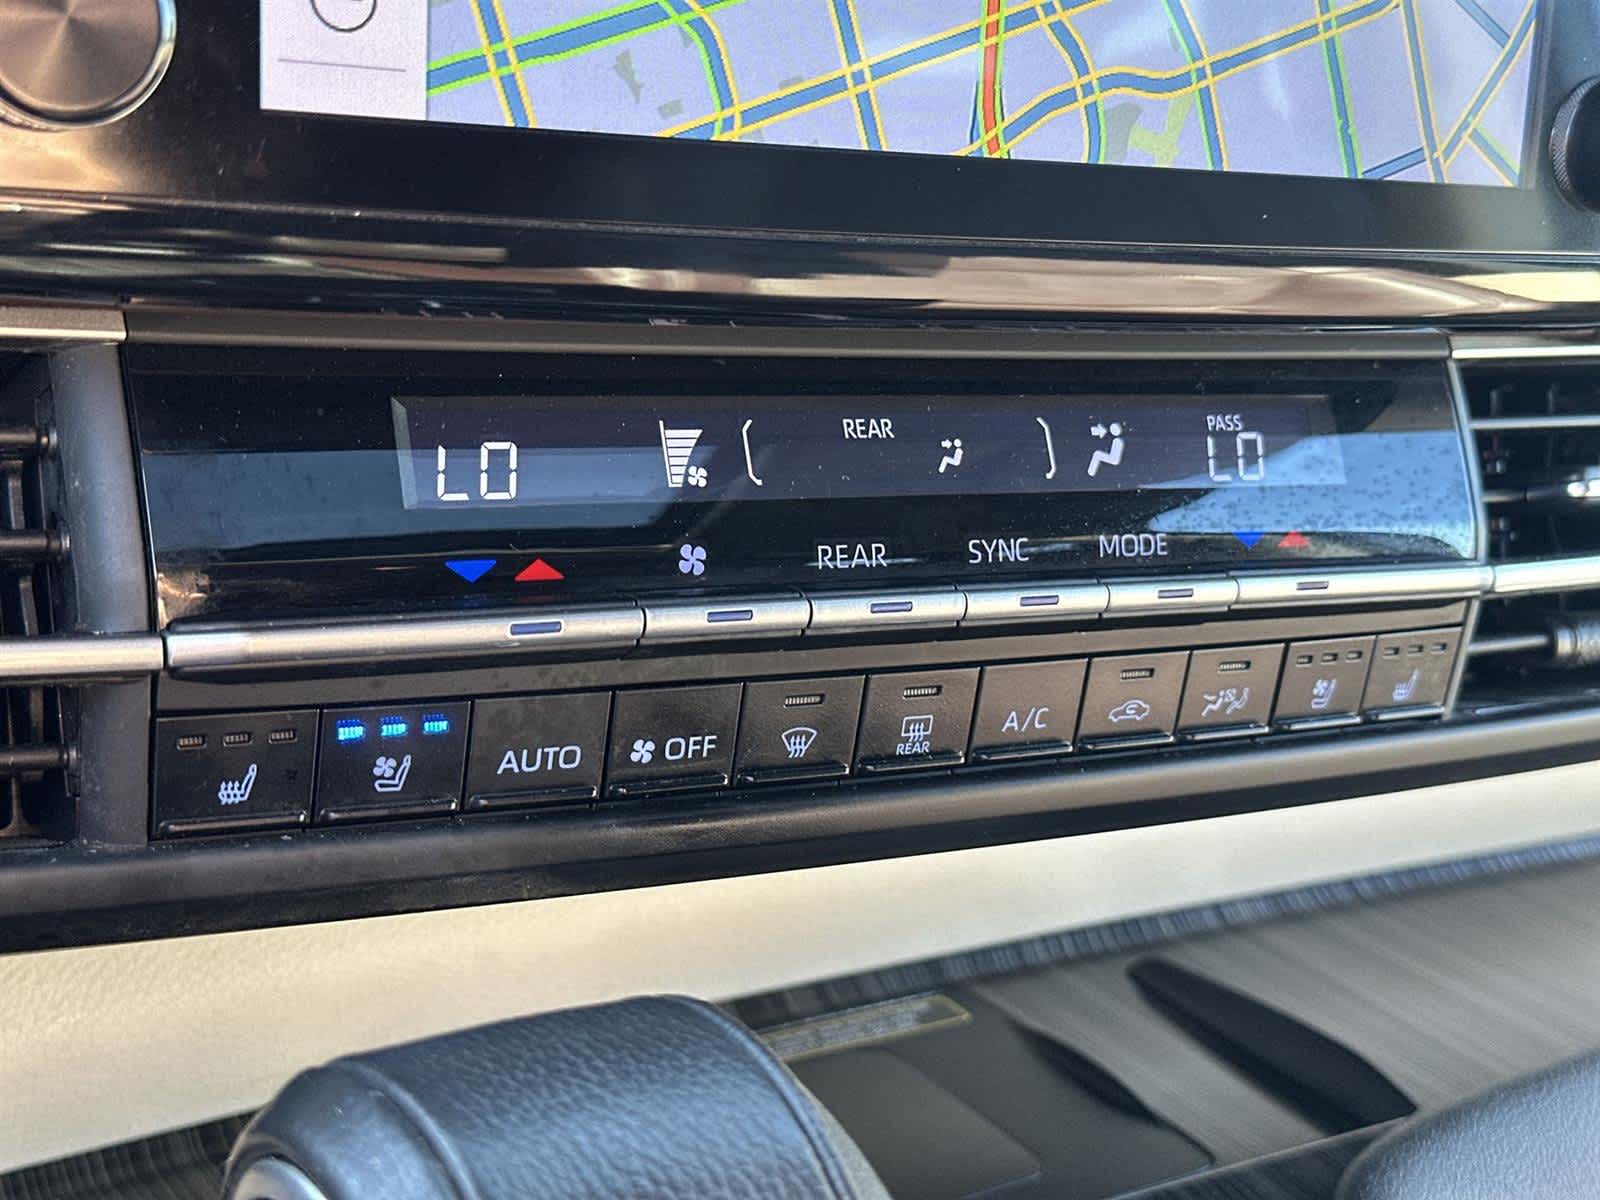 REAR
PASS
LO
LO
REAR
SYNC
MODE
AUTO
OFF
REAR
A/C